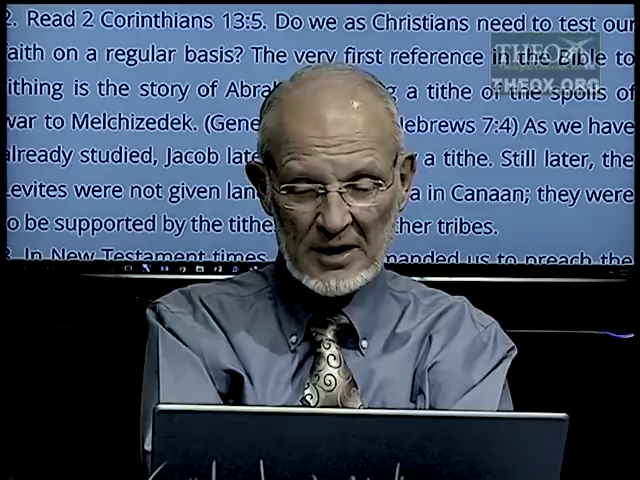 2. Read 2 Corinthians 13:5. Do we as Christians need to test our
faith on a regular basis? The very first reference in the Bible to
tithing is the story of Abra g a tithe of the spoils of
war to Melchizedek. (Gene Hebrews 7:4) As we have
already studied, Jacob late a tithe. Still later, the
Levites were not given lan a in Canaan; they were
to be supported by the tithe ther tribes.
3. In New Testament times manded us to preach the
THEOX
THEOX.ORG